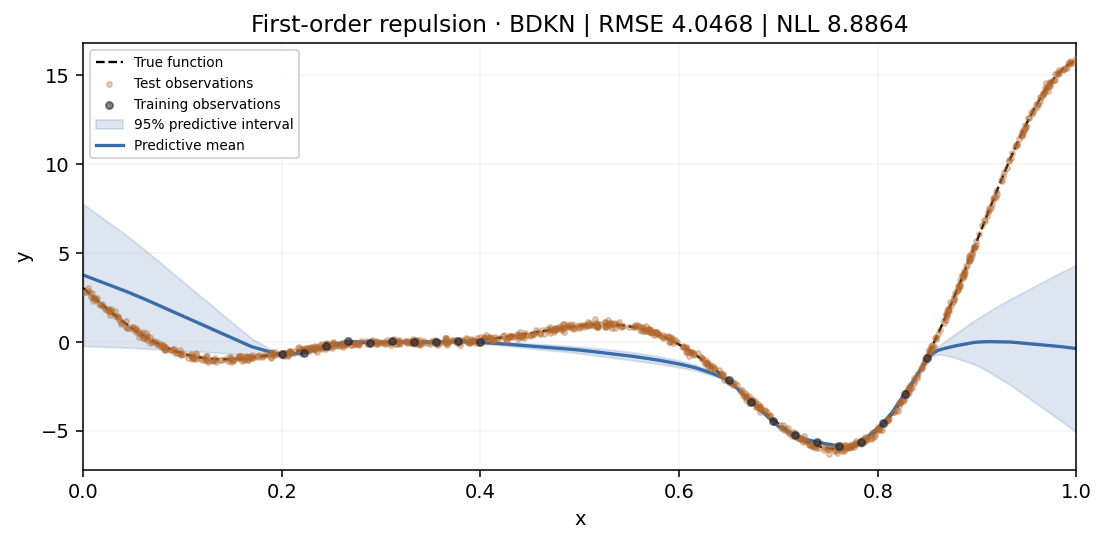 First-order repulsion · BDKN | RMSE 4.0468 | NLL 8.8864
True function
Test observations
Training observations
95% predictive interval
Predictive mean
y
15
10
5
0
−5
0.0 0.2 0.4 0.6 0.8 1.0
x